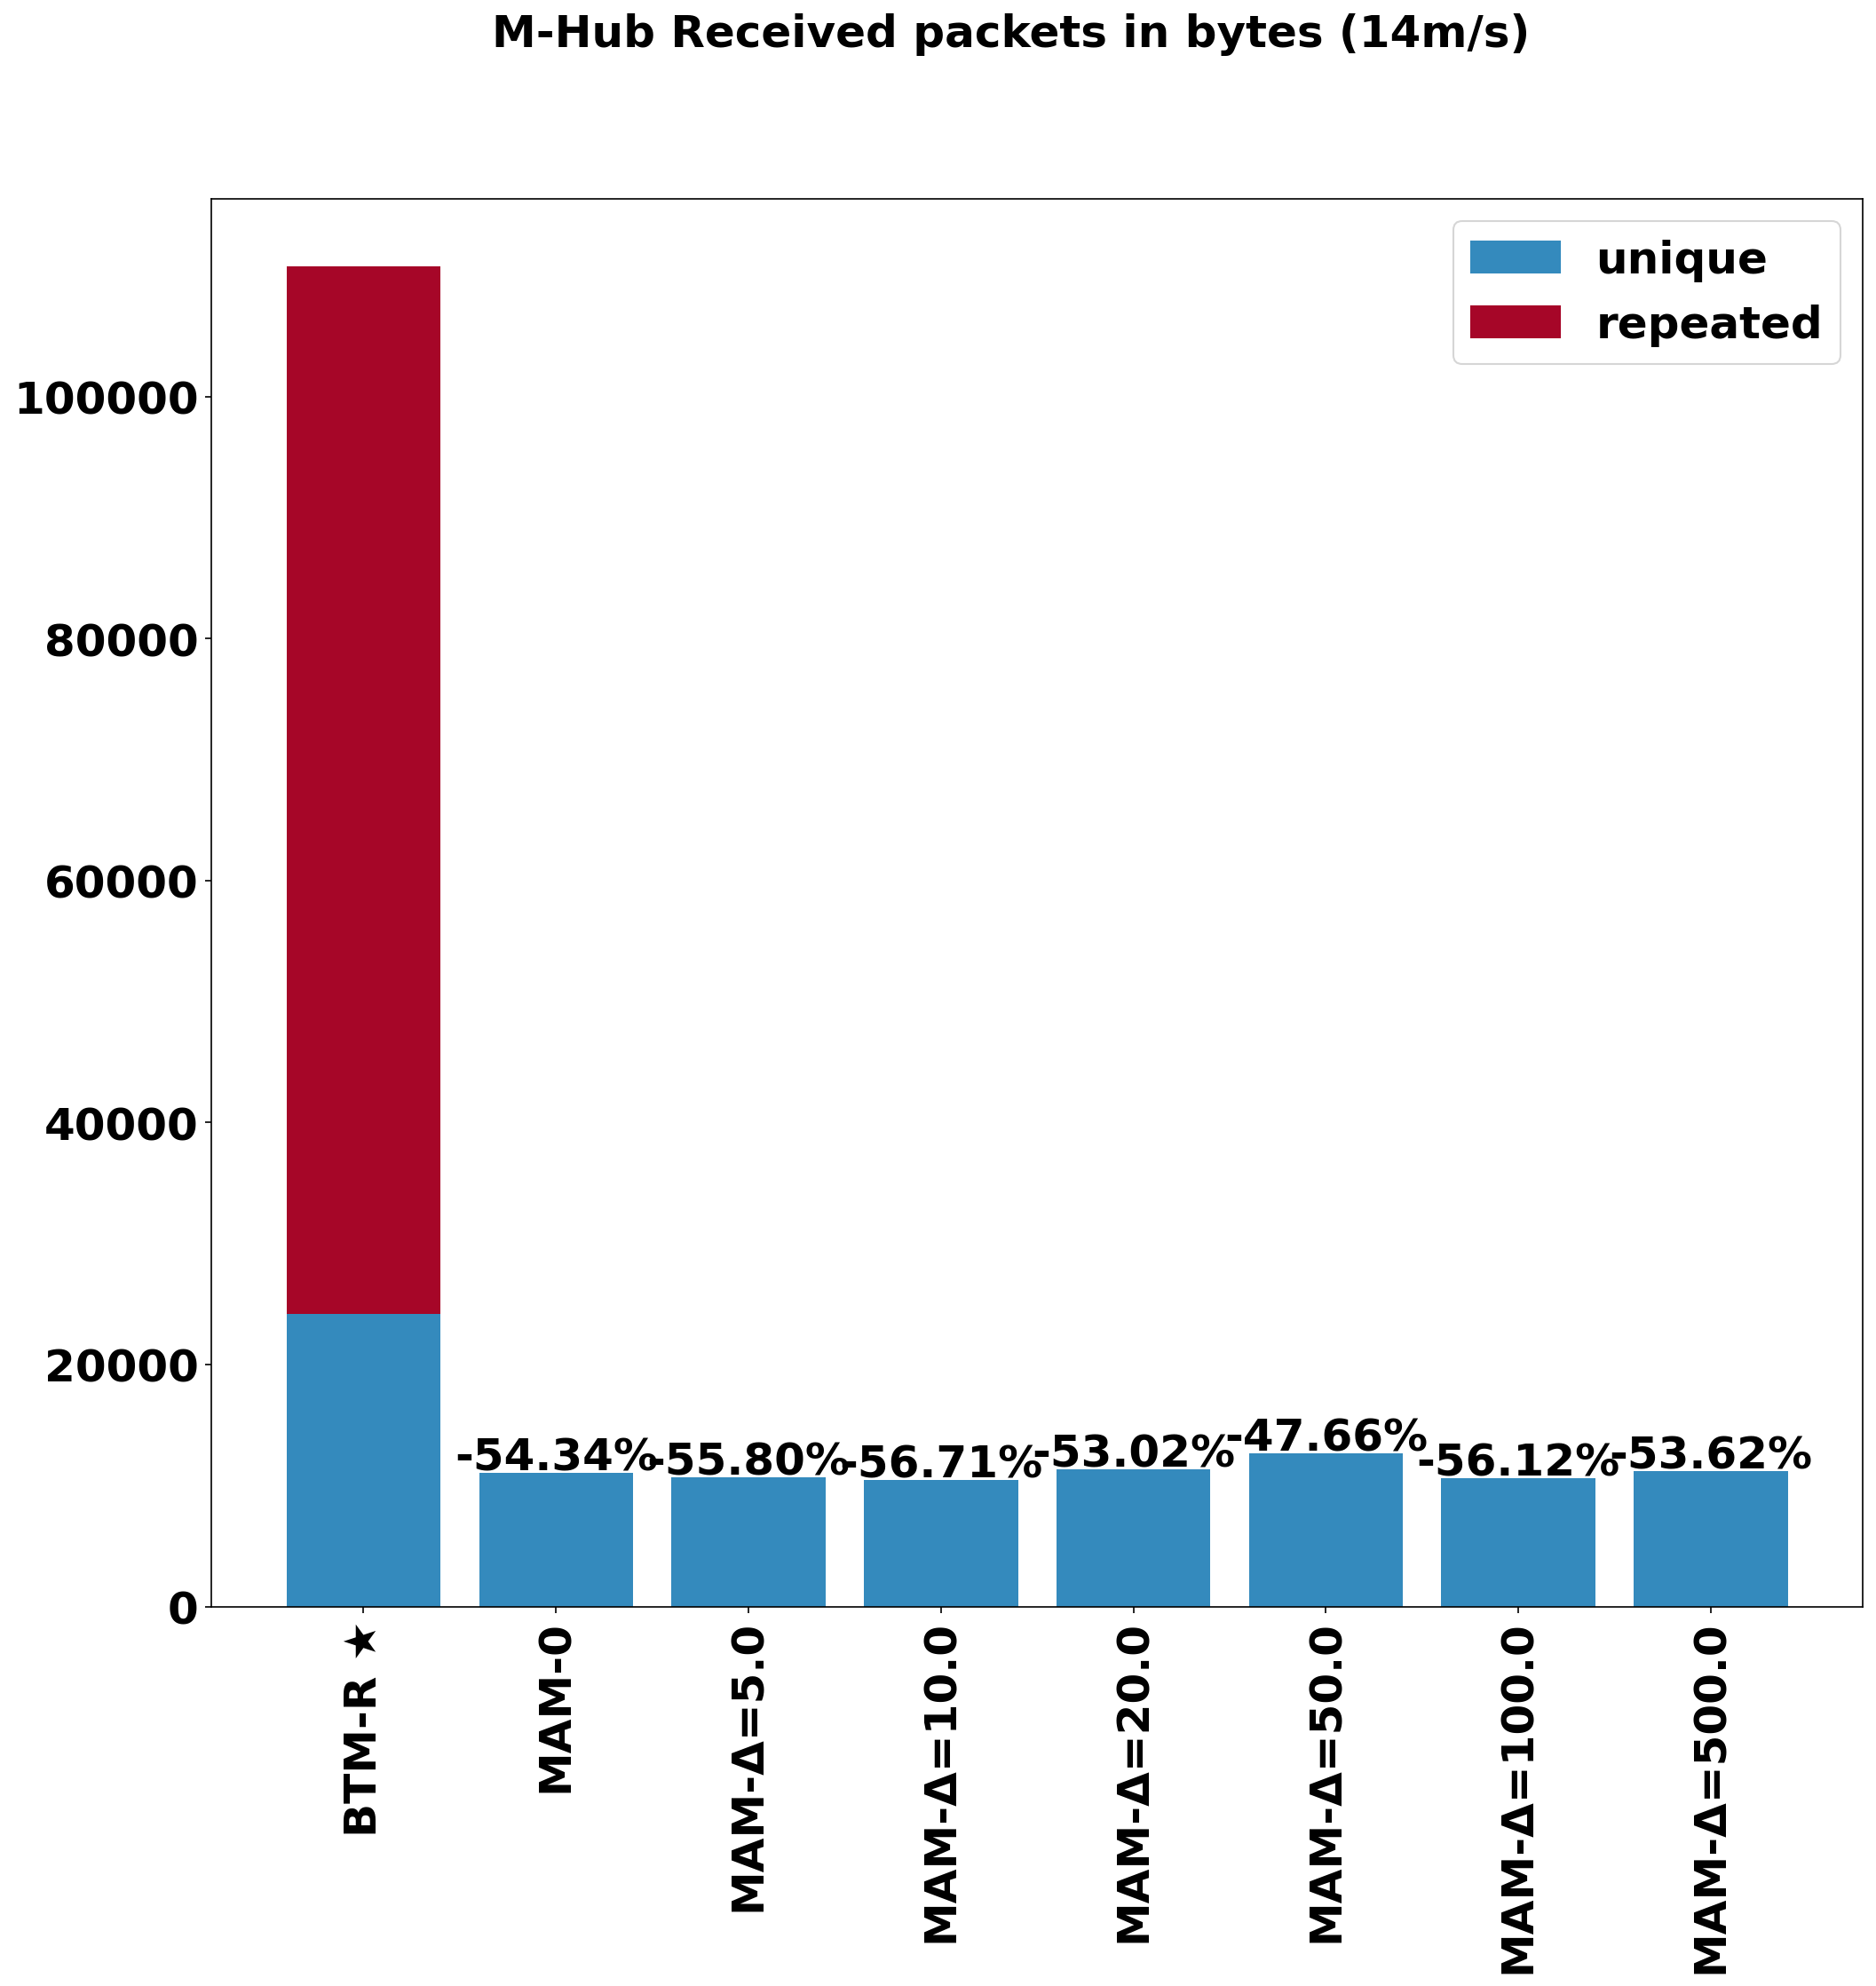 M-Hub Received packets in bytes (14m/s)
unique
repeated
100000
80000
60000
40000
20000
0
-54.34%
-55.80%
-56.71%
-53.02%
-47.66%
-56.12%
-53.62%
BTM-R ★
MAM-0
MAM-Δ=5.0
MAM-Δ=10.0
MAM-Δ=20.0
MAM-Δ=50.0
MAM-Δ=100.0
MAM-Δ=500.0